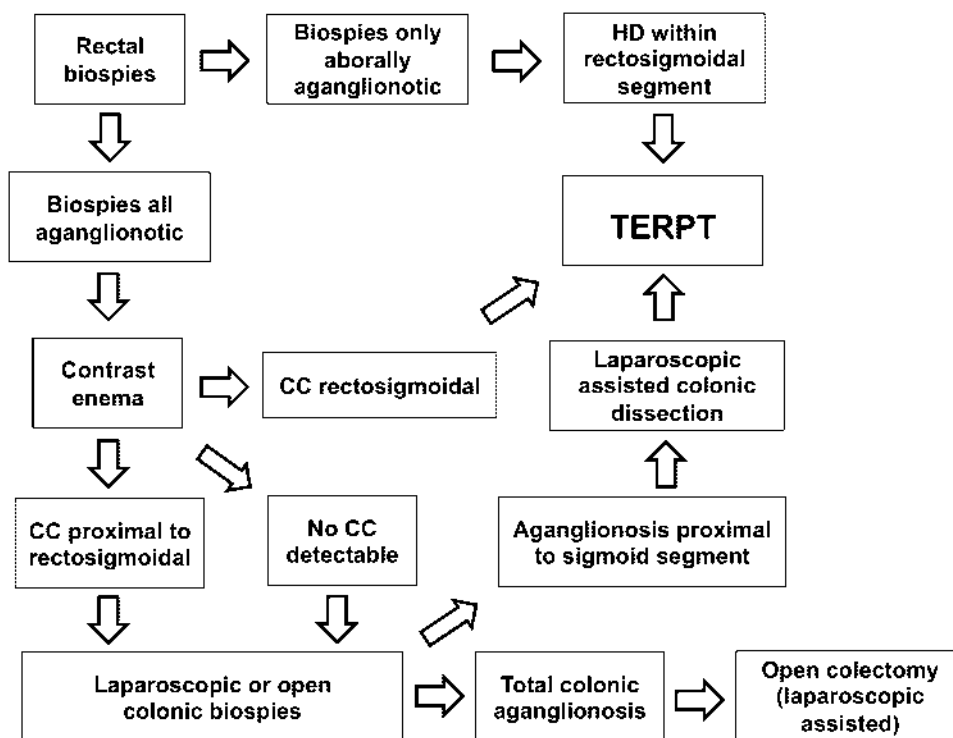 Rectal
biospies
Biospies only
aborally
aganglionotic
HD within
rectosigmoidal
segment
Biospies all
aganglionotic
TERPT
Contrast
enema
CC rectosigmoidal
Laparoscopic
assisted colonic
dissection
CC proximal to
rectosigmoidal
No CC
detectable
Aganglionosis proximal
to sigmoid segment
Laparoscopic or open
colonic biospies
Total colonic
aganglionosis
Open colectomy
(laparoscopic
assisted)